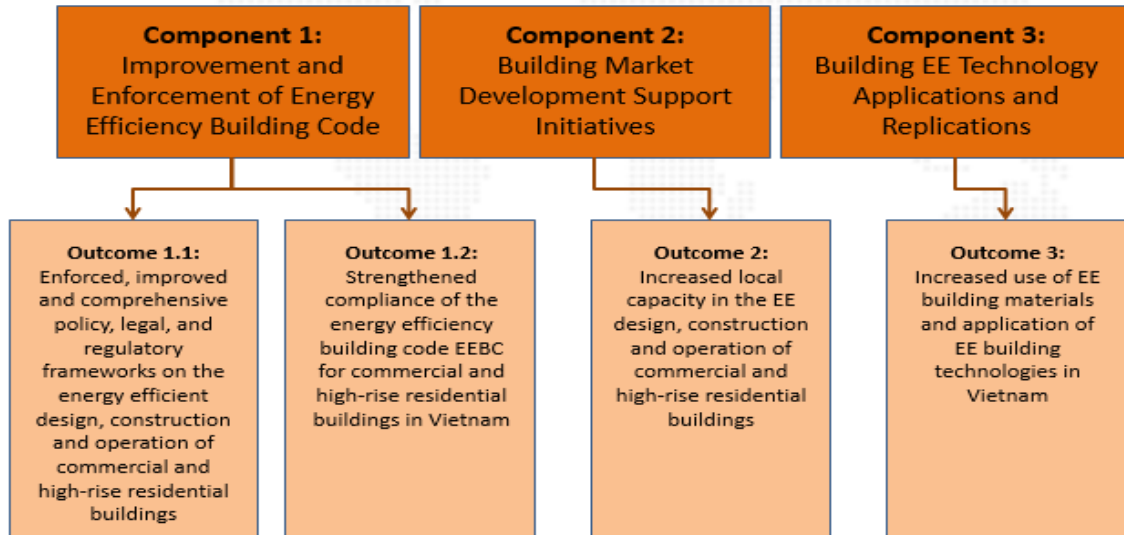 Component 1:
Improvement and
Enforcement of Energy
Efficiency Building Code
Component 2:
Building Market
Development Support
Initiatives
Component 3:
Building EE Technology
Applications and
Replications
Outcome 1.1:
Enforced, improved
and comprehensive
policy, legal, and
regulatory
frameworks on the
energy efficient
design, construction
and operation of
commercial and
high-rise residential
buildings
Outcome 1.2:
Strengthened
compliance of the
energy efficiency
building code EEBC
for commercial and
high-rise residential
buildings in Vietnam
Outcome 2:
Increased local
capacity in the EE
design, construction
and operation of
commercial and
high-rise residential
buildings
Outcome 3:
Increased use of EE
building materials
and application of
EE building
technologies in
Vietnam